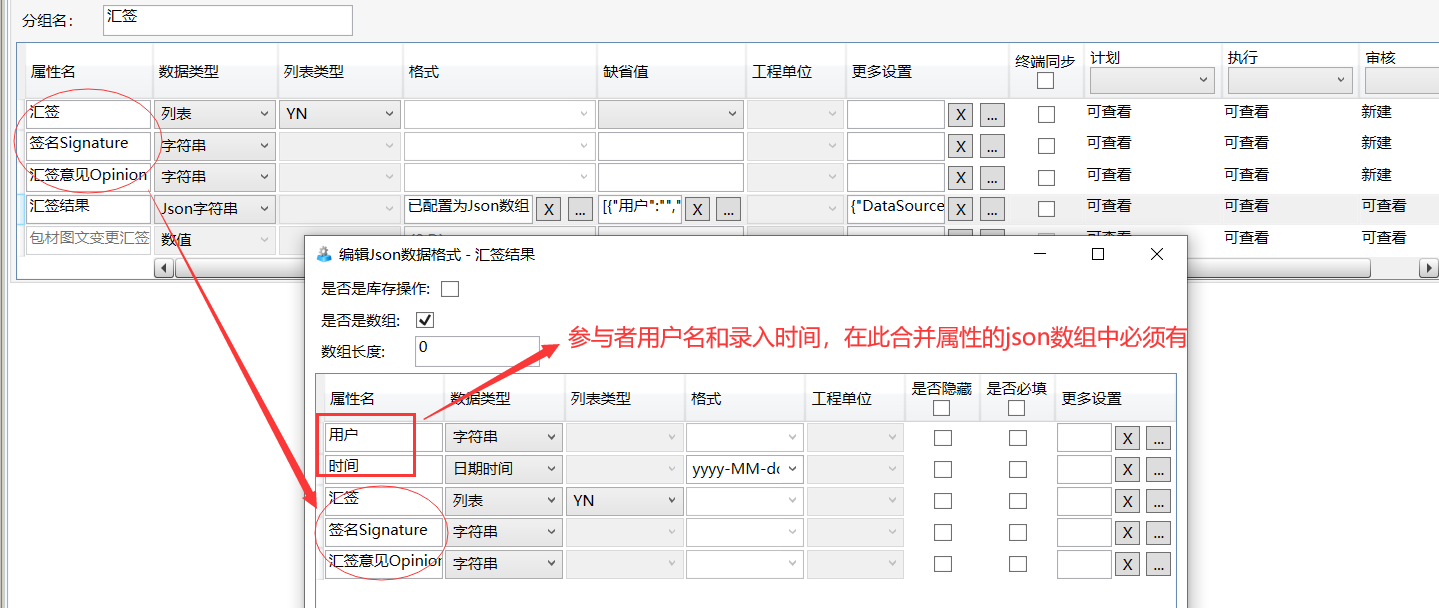 分组名: 汇签
属性名 数据类型 列表类型 格式 缺省值 工程单位 更多设置 终端同步 计划 执行 审核
汇签 列表 YN X ... 可查看 可查看 新建
签名Signature 字符串 X ... 可查看 可查看 新建
汇签意见Opinion 字符串 X ... 可查看 可查看 新建
汇签结果 Json字符串 已配置为Json数组 X ... [{"用户":""," X ... {"DataSource X ... 可查看 可查看 可查看
包材图文变更汇签 数值 可查看 可查看 可查看
编辑Json数据格式 - 汇签结果
是否是库存操作:
是否是数组:
数组长度: 0
参与者用户名和录入时间，在此合并属性的json数组中必须有
属性名 数据类型 列表类型 格式 工程单位 是否隐藏 是否必填 更多设置
用户 字符串 X ...
时间 日期时间 yyyy-MM-dd X ...
汇签 列表 YN X ...
签名Signature 字符串 X ...
汇签意见Opinion 字符串 X ...